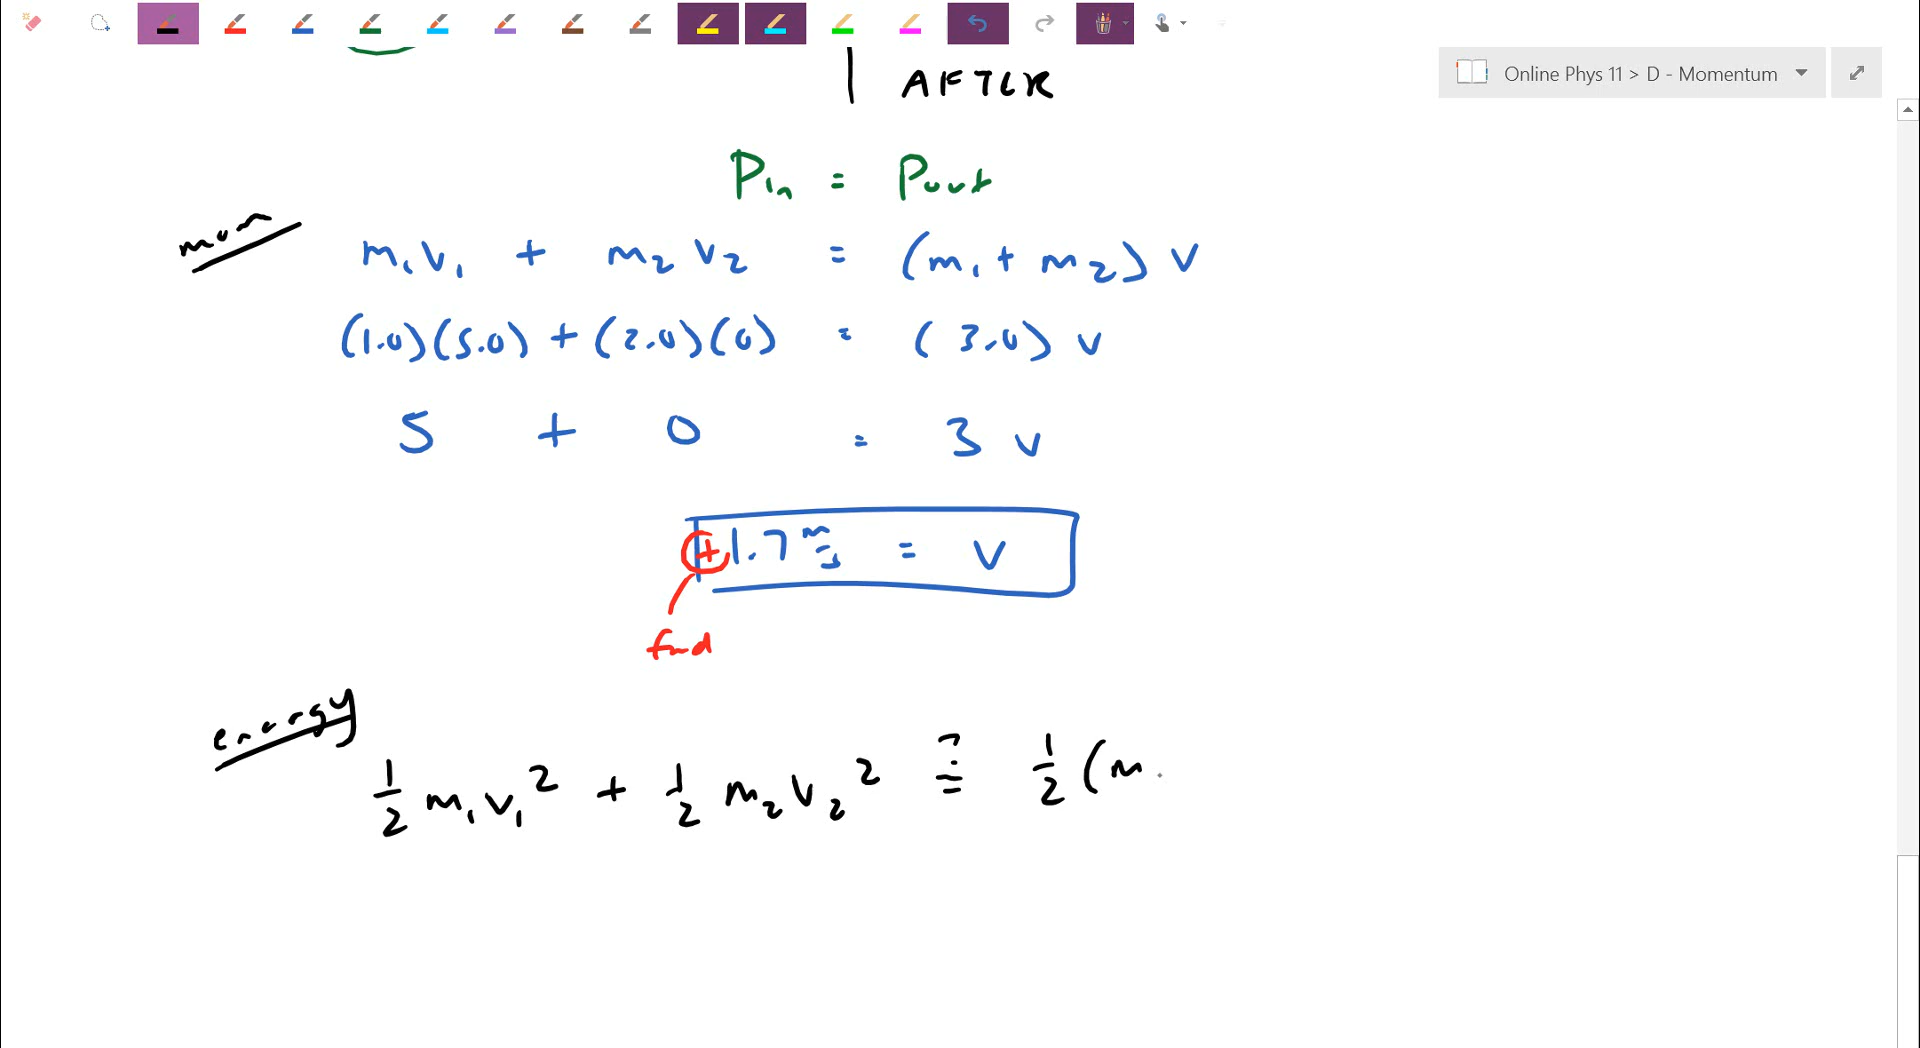 AFTER
Online Phys 11 > D - Momentum
Pin = Pout
mom
m₁v₁ + m₂v₂ = (m₁ + m₂) v
(1.0)(5.0) + (2.0)(0) = (3.0) v
5 + 0 = 3 v
+1.7 m/s = v
fwd
energy
½ m₁v₁² + ½ m₂v₂² ≟ ½ (m